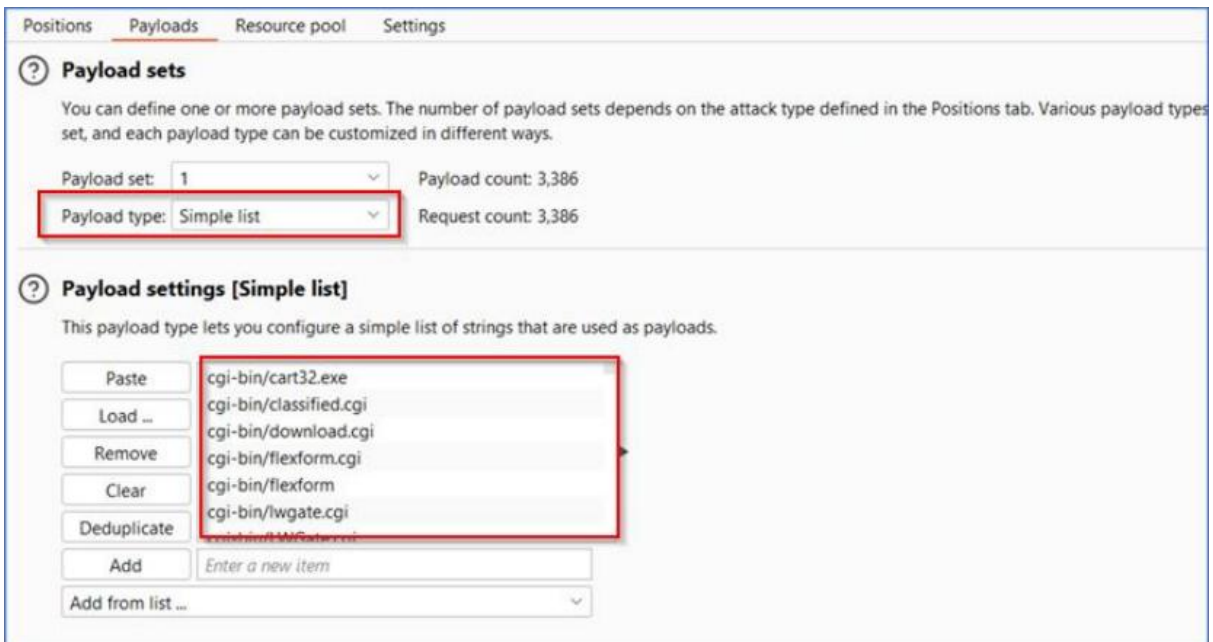 Positions Payloads Resource pool Settings
Payload sets
You can define one or more payload sets. The number of payload sets depends on the attack type defined in the Positions tab. Various payload types
set, and each payload type can be customized in different ways.
Payload set: 1 Payload count: 3,386
Payload type: Simple list Request count: 3,386
Payload settings [Simple list]
This payload type lets you configure a simple list of strings that are used as payloads.
Paste
Load ...
Remove
Clear
Deduplicate
cgi-bin/cart32.exe
cgi-bin/classified.cgi
cgi-bin/download.cgi
cgi-bin/flexform.cgi
cgi-bin/flexform
cgi-bin/lwgate.cgi
Add Enter a new item
Add from list ...